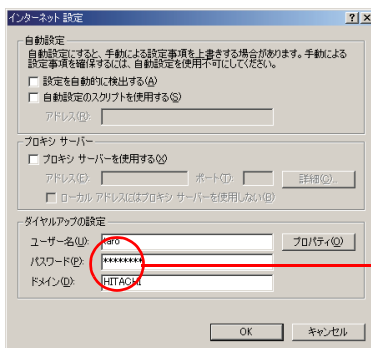 インターネット 設定
自動設定
自動設定にすると、手動による設定事項を上書きする場合があります。手動による
設定事項を確保するには、自動設定を使用不可にしてください。
設定を自動的に検出する(A)
自動設定のスクリプトを使用する(S)
アドレス(R):
プロキシ サーバー
プロキシ サーバーを使用する(X)
アドレス(E): ポート(T): 詳細(C)...
ローカル アドレスにはプロキシ サーバーを使用しない(B)
ダイヤルアップの設定
ユーザー名(U): taro プロパティ(O)
パスワード(P): ********
ドメイン(D): HITACHI
OK キャンセル